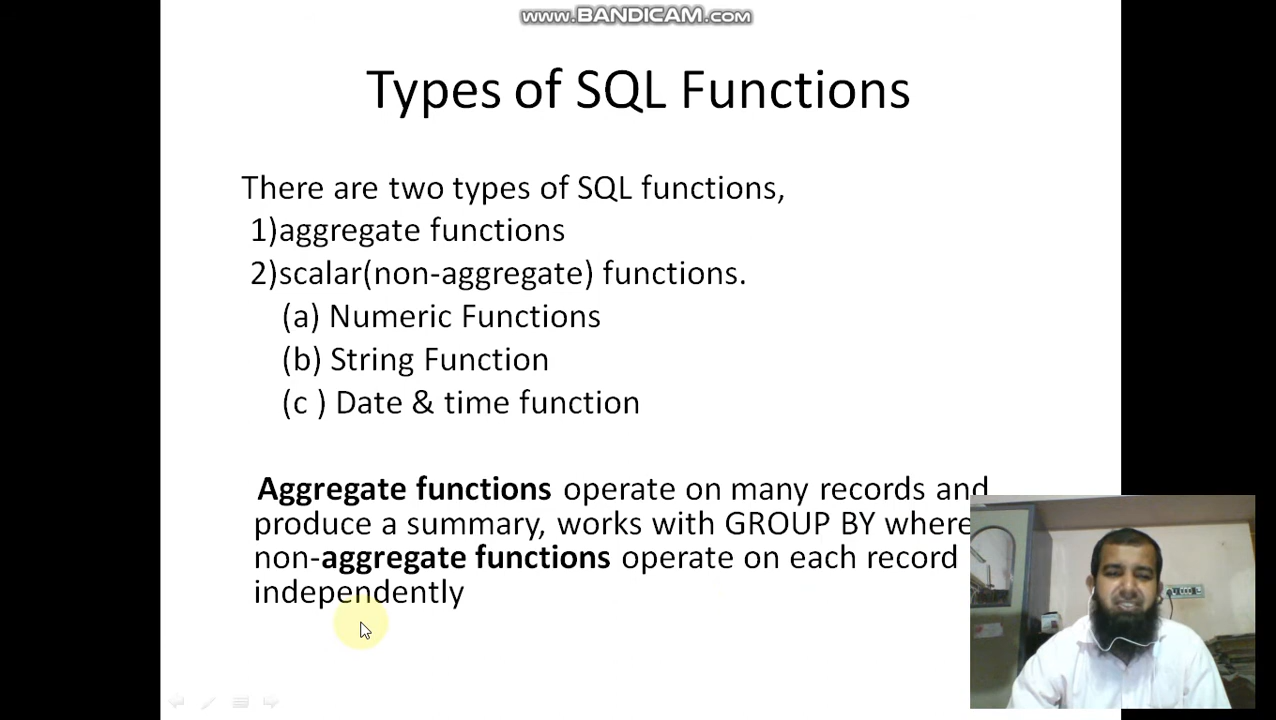 www.BANDICAM.com
Types of SQL Functions
There are two types of SQL functions,
1)aggregate functions
2)scalar(non-aggregate) functions.
(a) Numeric Functions
(b) String Function
(c ) Date & time function
Aggregate functions operate on many records and
produce a summary, works with GROUP BY where
non-aggregate functions operate on each record
independently